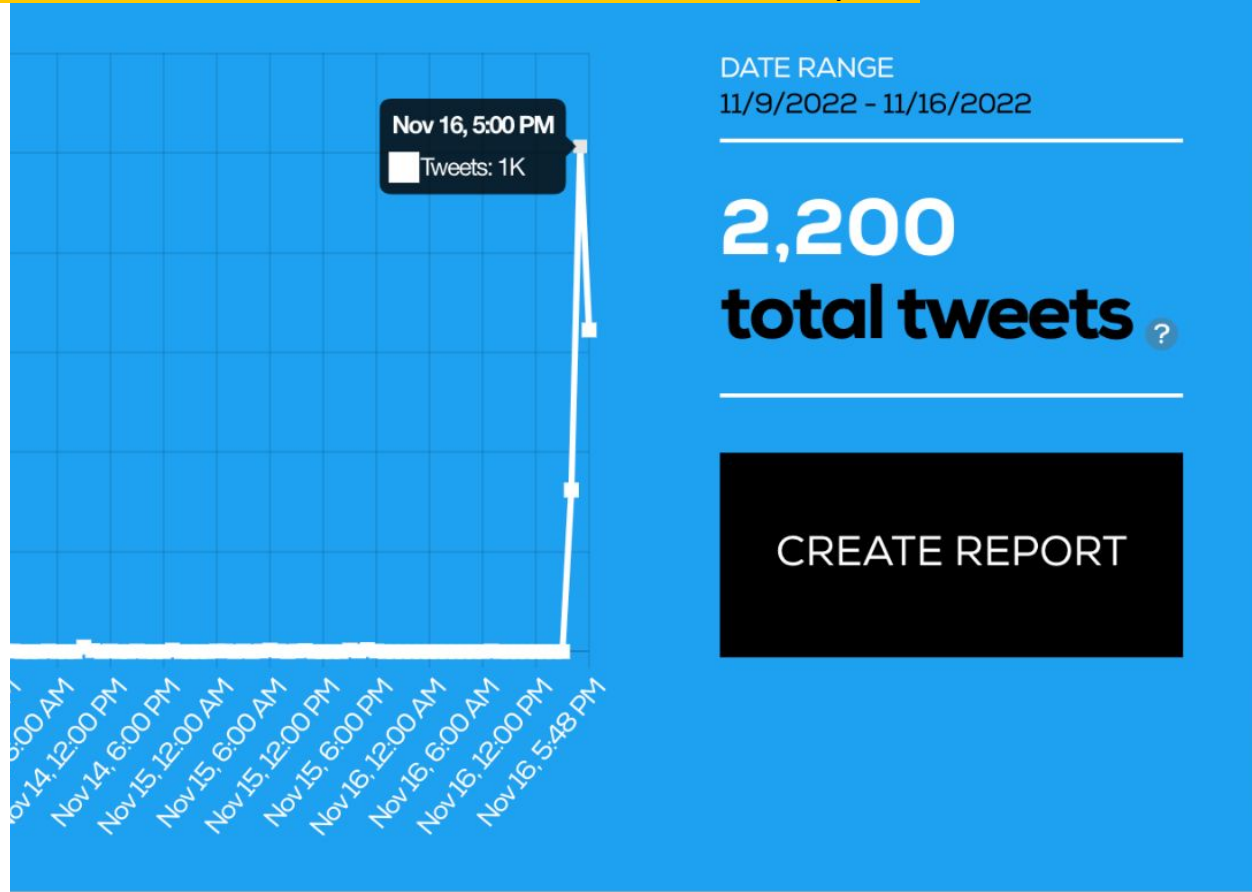 DATE RANGE
11/9/2022 - 11/16/2022
Nov 16, 5:00 PM
Tweets: 1K
2,200
total tweets
?
CREATE REPORT
6:00 AM
Nov 14, 12:00 PM
Nov 14, 6:00 PM
Nov 15, 12:00 AM
Nov 15, 6:00 AM
Nov 15, 12:00 PM
Nov 15, 6:00 PM
Nov 16, 12:00 AM
Nov 16, 6:00 AM
Nov 16, 12:00 PM
Nov 16, 5:48 PM